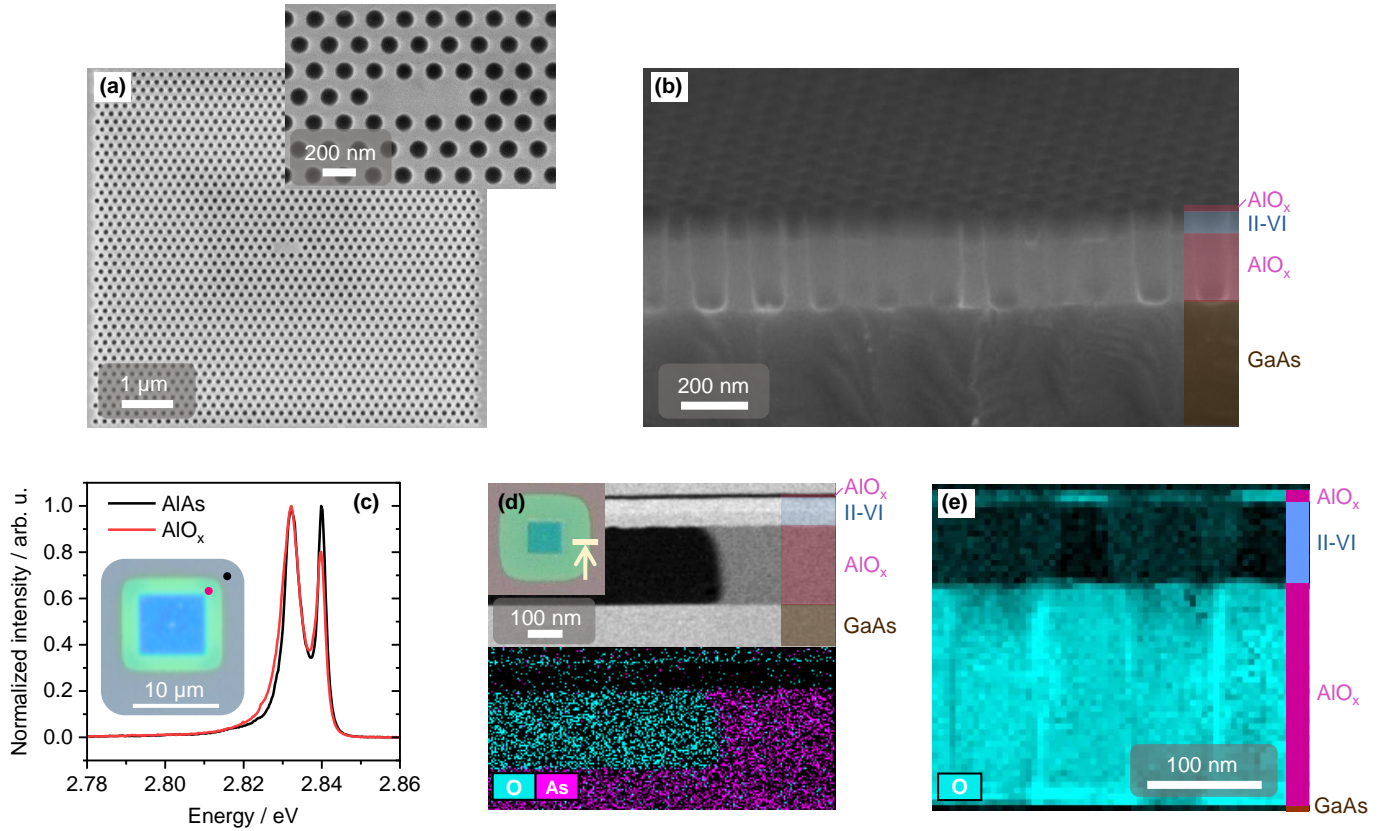 (a)
200 nm
1 µm
(b)
AlOx
II-VI
AlOx
GaAs
200 nm
(c)
AlAs
AlOx
Normalized intensity / arb. u.
1.0
0.8
0.6
0.4
0.2
0.0
10 µm
2.78 2.80 2.82 2.84 2.86
Energy / eV
(d)
AlOx
II-VI
AlOx
GaAs
100 nm
O As
(e)
AlOx
II-VI
AlOx
100 nm
O
GaAs